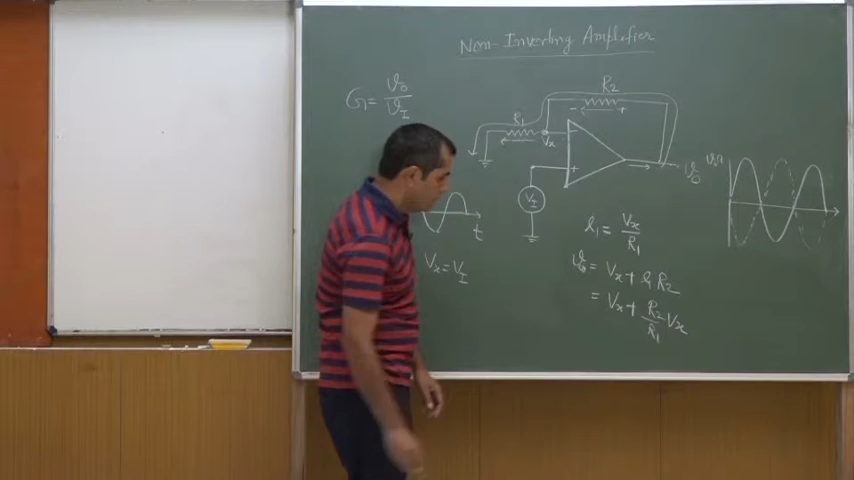 Non-Inverting Amplifier
G = Vo / VI
R2
- +
R1
Vx
-
+
VI
Vo
t
i1 = Vx / R1
Vx = VI
Vo = Vx + i1 R2
= Vx + R2/R1 Vx